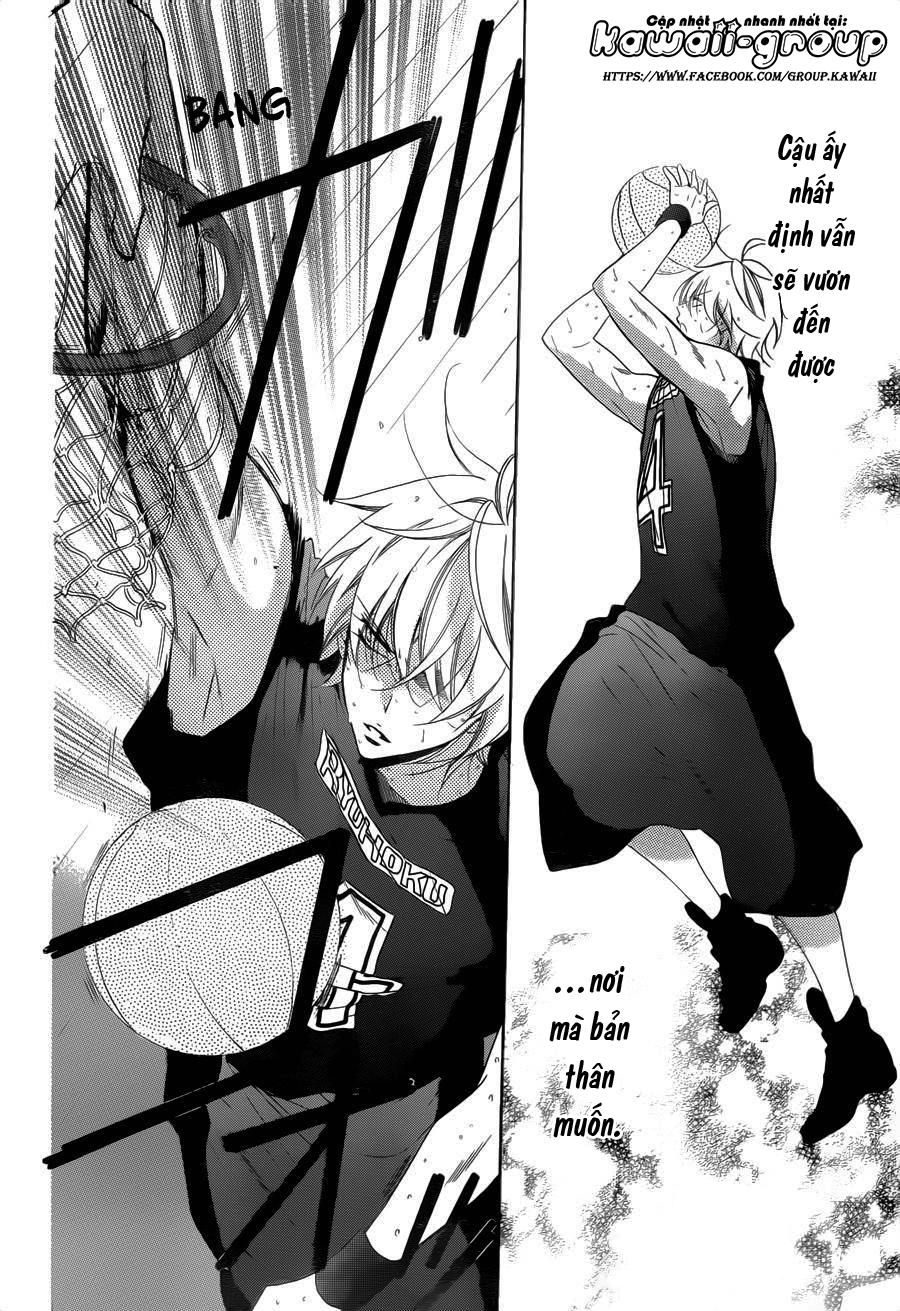 Cập nhật nhanh nhất tại:
kawaii-group
HTTPS://WWW.FACEBOOK.COM/GROUP.KAWAII
Cậu ấy
nhất
định vẫn
sẽ vươn
đến
được
BANG
4
RYUHOKU
...nơi
mà bản
thân
muốn.